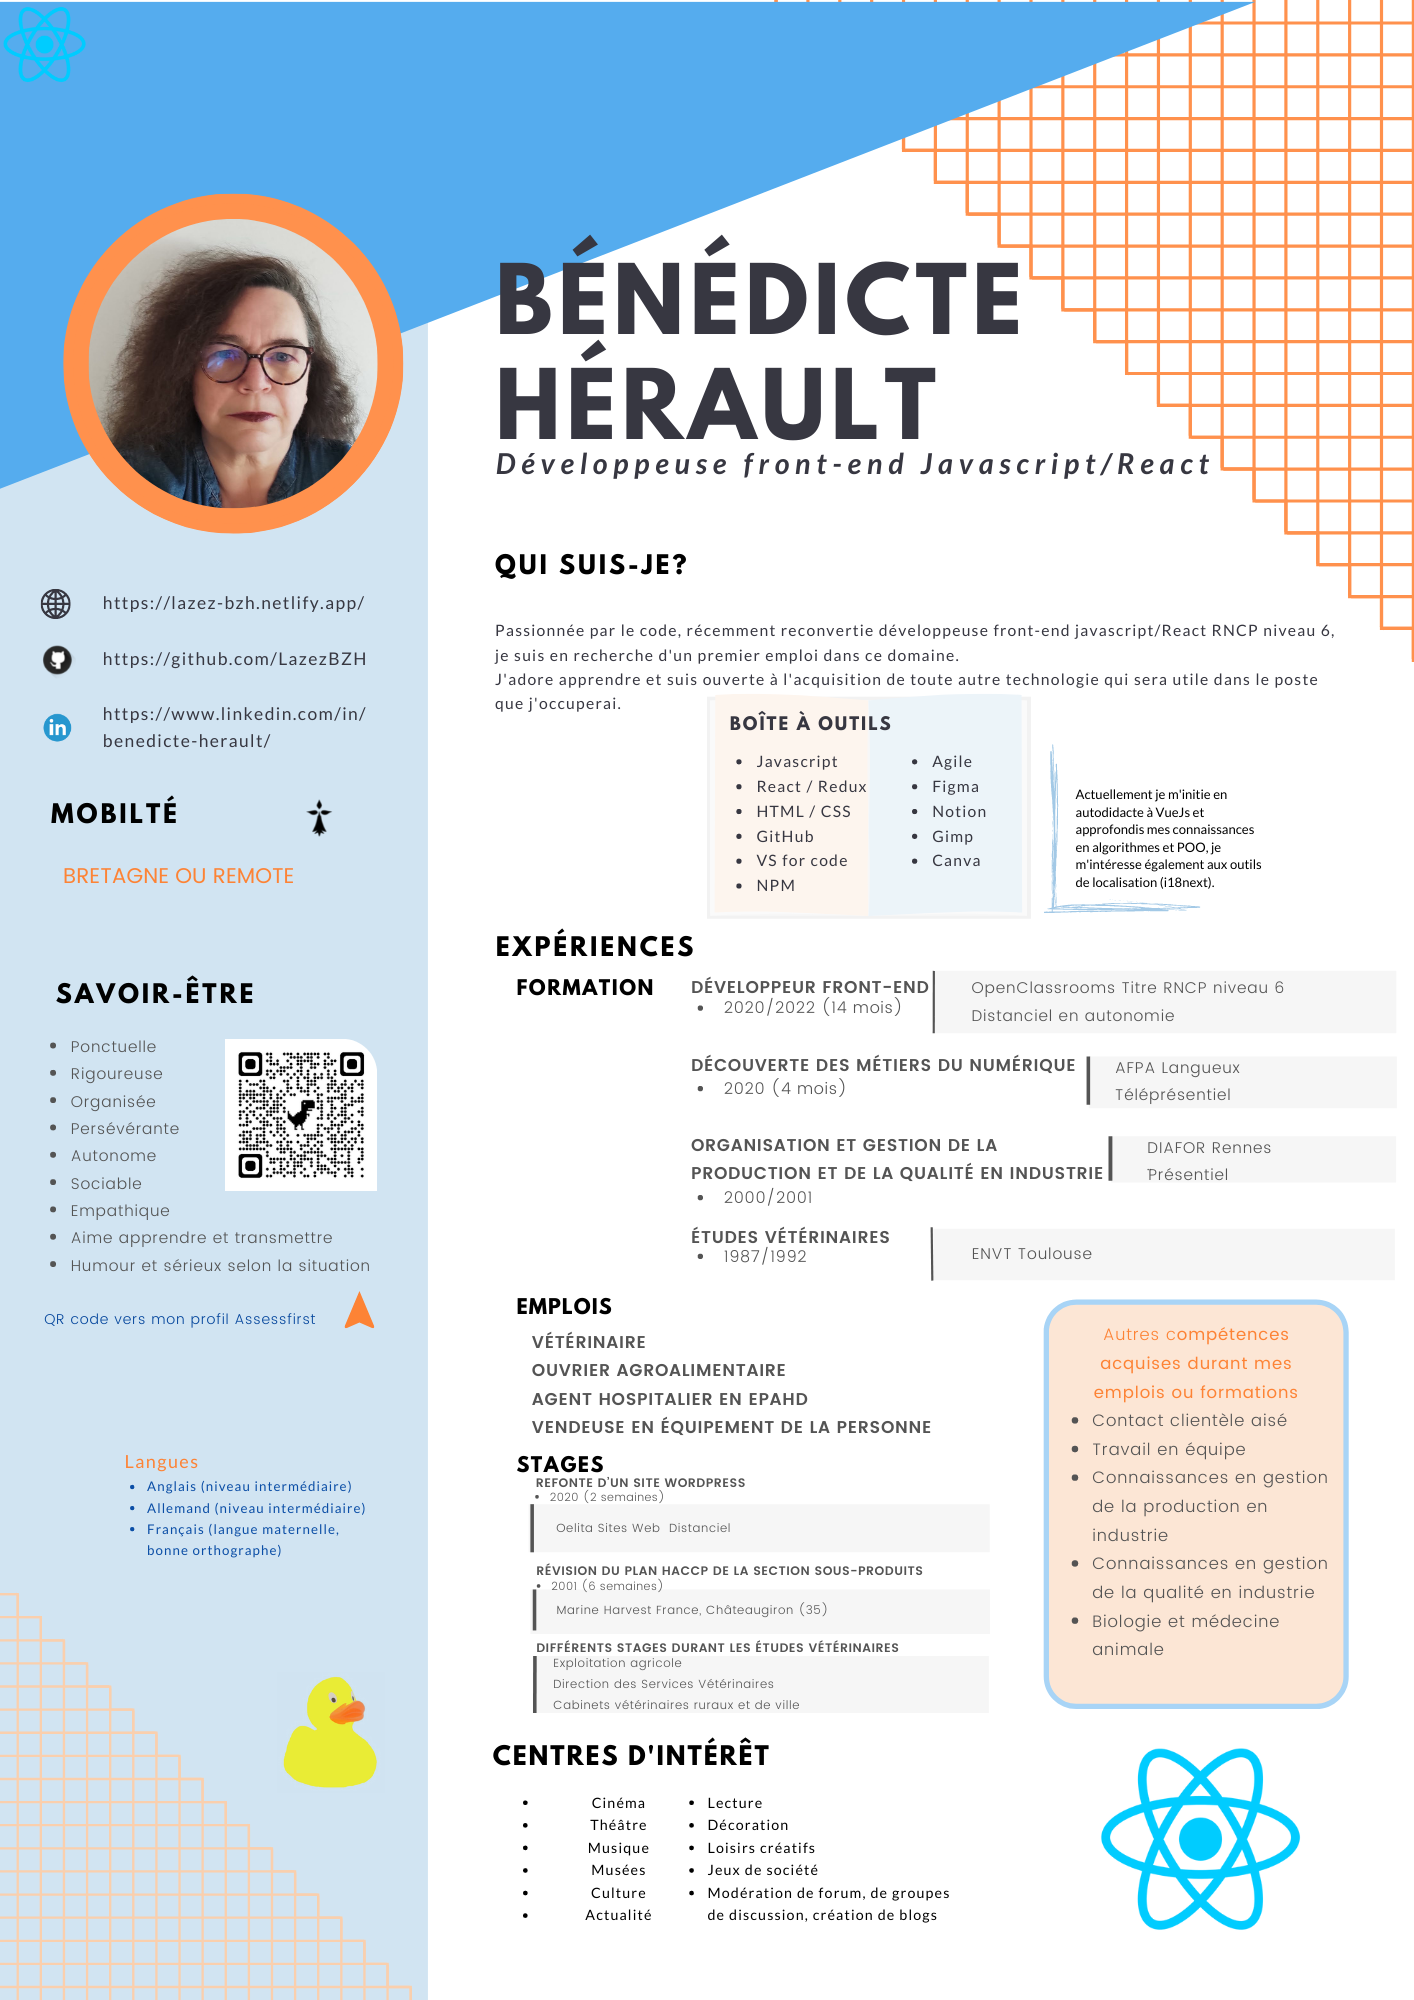 BÉNÉDICTE
HÉRAULT
Développeuse front-end Javascript/React
https://lazez-bzh.netlify.app/
https://github.com/LazezBZH
in
https://www.linkedin.com/in/
benedicte-herault/
MOBILTÉ
BRETAGNE OU REMOTE
SAVOIR-ÊTRE
Ponctuelle
Rigoureuse
Organisée
Persévérante
Autonome
Sociable
Empathique
Aime apprendre et transmettre
Humour et sérieux selon la situation
QR code vers mon profil Assessfirst
Langues
Anglais (niveau intermédiaire)
Allemand (niveau intermédiaire)
Français (langue maternelle,
bonne orthographe)
QUI SUIS-JE?
Passionnée par le code, récemment reconvertie développeuse front-end javascript/React RNCP niveau 6,
je suis en recherche d'un premier emploi dans ce domaine.
J'adore apprendre et suis ouverte à l'acquisition de toute autre technologie qui sera utile dans le poste
que j'occuperai.
BOÎTE À OUTILS
Javascript
React / Redux
HTML / CSS
GitHub
VS for code
NPM
Agile
Figma
Notion
Gimp
Canva
Actuellement je m'initie en
autodidacte à VueJs et
approfondis mes connaissances
en algorithmes et POO, je
m'intéresse également aux outils
de localisation (i18next).
EXPÉRIENCES
FORMATION
DÉVELOPPEUR FRONT-END
2020/2022 (14 mois)
OpenClassrooms Titre RNCP niveau 6
Distanciel en autonomie
DÉCOUVERTE DES MÉTIERS DU NUMÉRIQUE
2020 (4 mois)
AFPA Langueux
Téléprésentiel
ORGANISATION ET GESTION DE LA
PRODUCTION ET DE LA QUALITÉ EN INDUSTRIE
2000/2001
DIAFOR Rennes
Présentiel
ÉTUDES VÉTÉRINAIRES
1987/1992
ENVT Toulouse
EMPLOIS
VÉTÉRINAIRE
OUVRIER AGROALIMENTAIRE
AGENT HOSPITALIER EN EPAHD
VENDEUSE EN ÉQUIPEMENT DE LA PERSONNE
STAGES
REFONTE D'UN SITE WORDPRESS
2020 (2 semaines)
Oelita Sites Web Distanciel
RÉVISION DU PLAN HACCP DE LA SECTION SOUS-PRODUITS
2001 (6 semaines)
Marine Harvest France, Châteaugiron (35)
DIFFÉRENTS STAGES DURANT LES ÉTUDES VÉTÉRINAIRES
Exploitation agricole
Direction des Services Vétérinaires
Cabinets vétérinaires ruraux et de ville
Autres compétences
acquises durant mes
emplois ou formations
Contact clientèle aisé
Travail en équipe
Connaissances en gestion
de la production en
industrie
Connaissances en gestion
de la qualité en industrie
Biologie et médecine
animale
CENTRES D'INTÉRÊT
Cinéma
Théâtre
Musique
Musées
Culture
Actualité
Lecture
Décoration
Loisirs créatifs
Jeux de société
Modération de forum, de groupes
de discussion, création de blogs